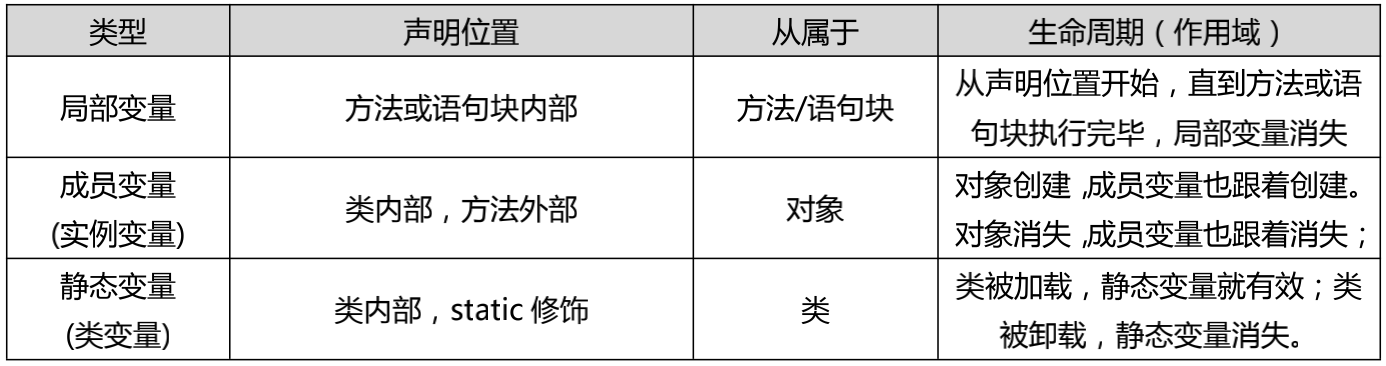 类型 声明位置 从属于 生命周期（作用域）
局部变量 方法或语句块内部 方法/语句块 从声明位置开始，直到方法或语
句块执行完毕，局部变量消失
成员变量
(实例变量) 类内部，方法外部 对象 对象创建，成员变量也跟着创建。
对象消失，成员变量也跟着消失；
静态变量
(类变量) 类内部，static 修饰 类 类被加载，静态变量就有效；类
被卸载，静态变量消失。